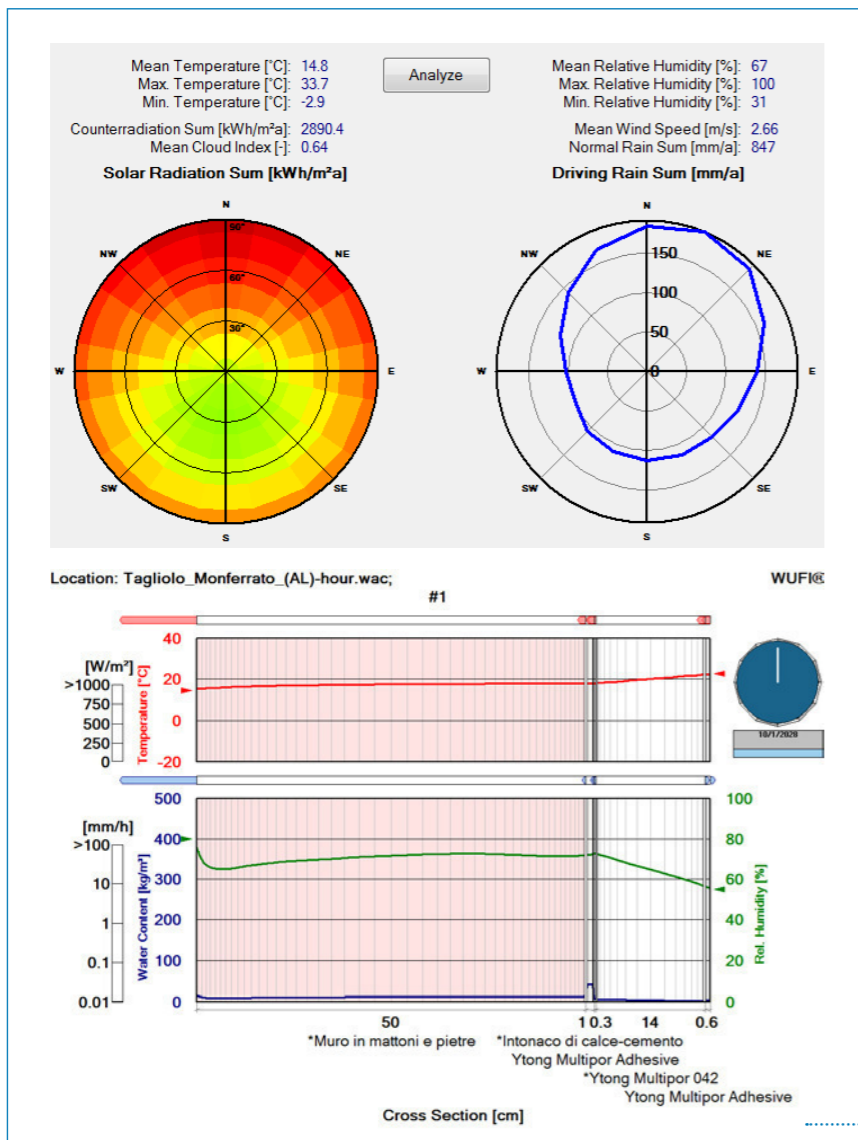 Mean Temperature [°C]: 14.8
Max. Temperature [°C]: 33.7
Min. Temperature [°C]: -2.9
Counterradiation Sum [kWh/m²a]: 2890.4
Mean Cloud Index [-]: 0.64
Analyze
Mean Relative Humidity [%]: 67
Max. Relative Humidity [%]: 100
Min. Relative Humidity [%]: 31
Mean Wind Speed [m/s]: 2.66
Normal Rain Sum [mm/a]: 847
Solar Radiation Sum [kWh/m²a]
N
NW
NE
90°
60°
30°
W
E
SW
SE
S
Driving Rain Sum [mm/a]
N
NW
NE
150
100
50
0
W
E
SW
SE
S
Location: Tagliolo_Monferrato_(AL)-hour.wac;
WUFI®
#1
[W/m²]
>1000
750
500
250
0
Temperature [°C]
40
20
0
-20
10/1/2020
[mm/h]
>100
10
1
0.1
0.01
Water Content [kg/m³]
500
400
300
200
100
0
100
80
60
40
20
0
Rel. Humidity [%]
50 1 0.3 14 0.6
*Muro in mattoni e pietre *Intonaco di calce-cemento
Ytong Multipor Adhesive
*Ytong Multipor 042
Ytong Multipor Adhesive
Cross Section [cm]